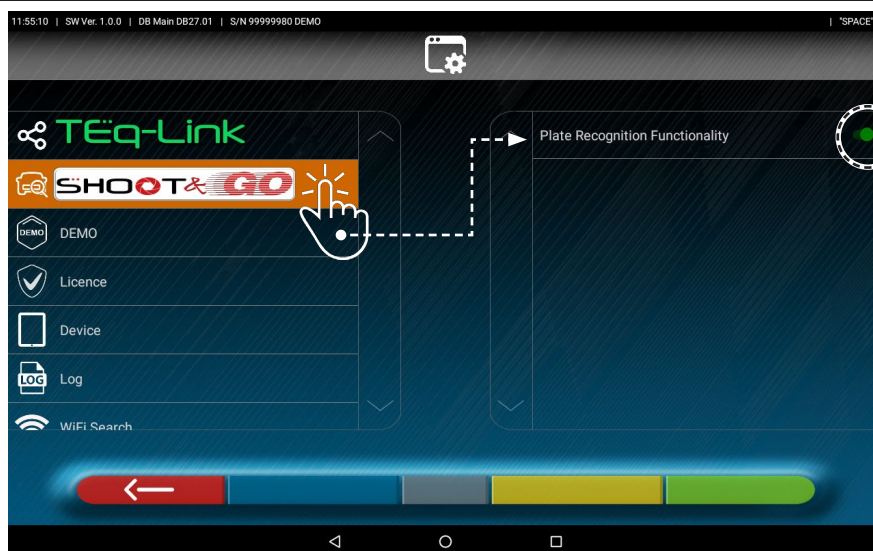 11:55:10 | SW Ver. 1.0.0 | DB Main DB27.01 | S/N 99999980 DEMO
| "SPACE"
TEq-Link
Plate Recognition Functionality
SHOOT& GO
DEMO DEMO
Licence
Device
LOG Log
WiFi Search